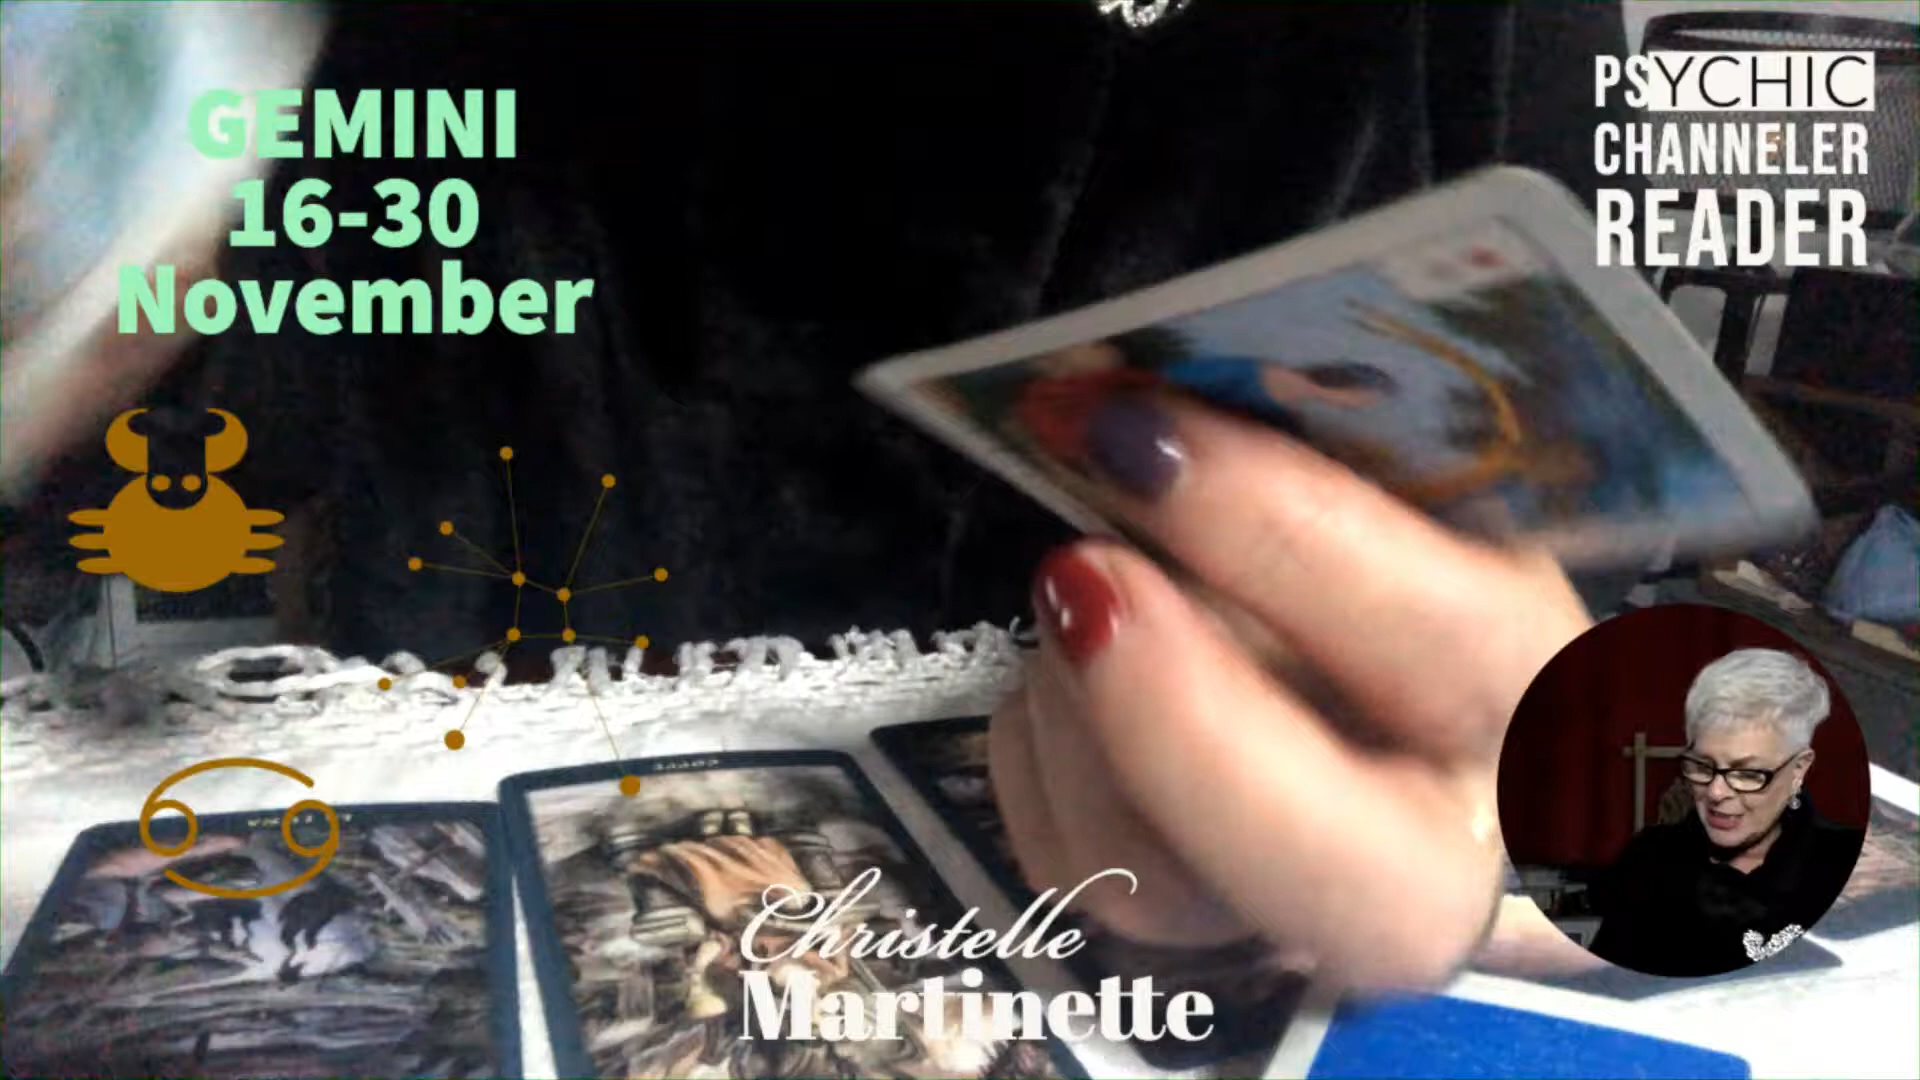 GEMINI
16-30
November
PSYCHIC
CHANNELER
READER
Christelle
Martinette